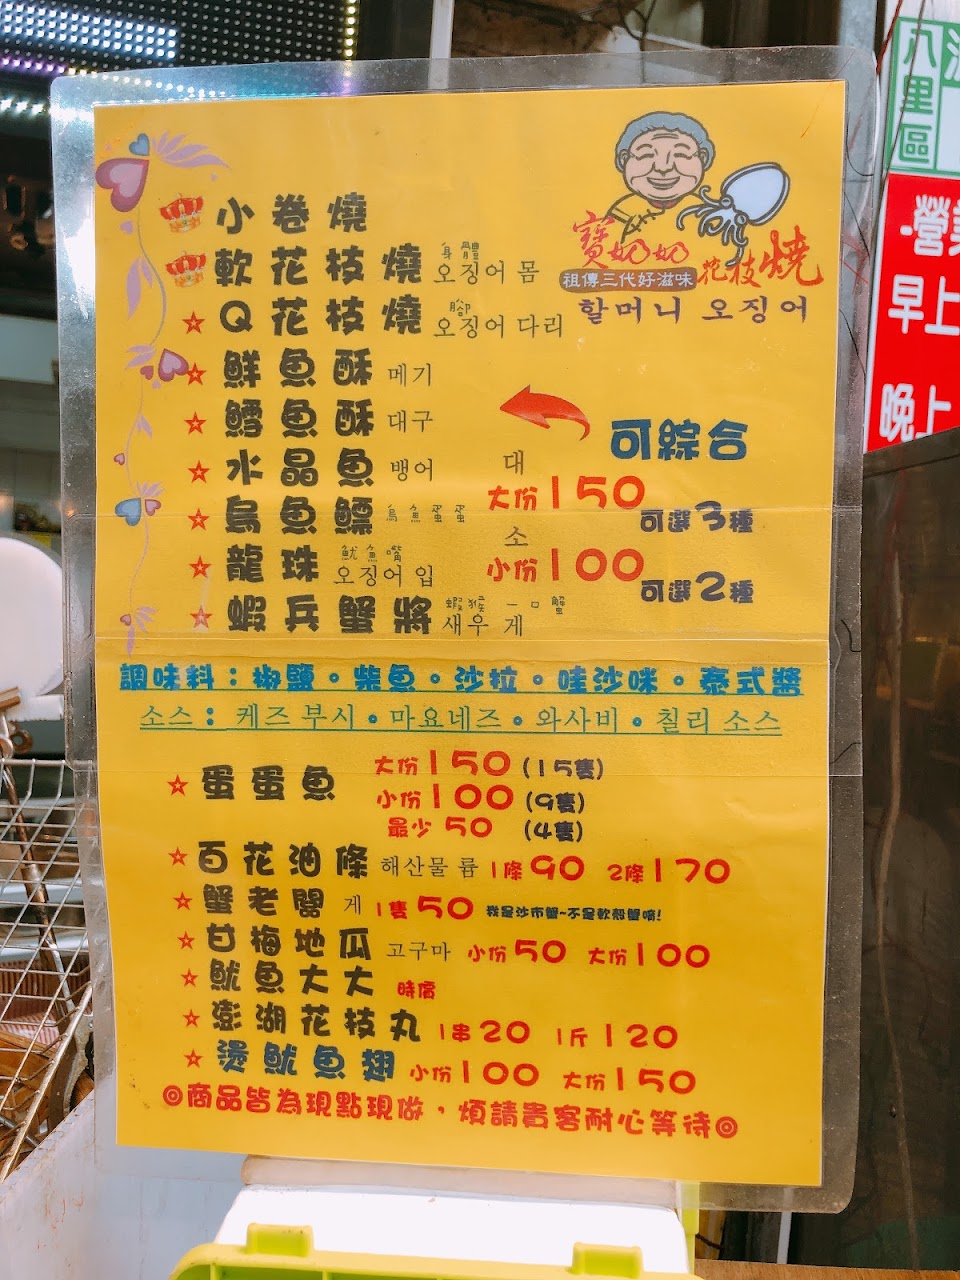 小卷燒
軟花枝燒 身體 오징어 몸
Q花枝燒 腳 오징어 다리
鮮魚酥 메기
鱈魚酥 대구
水晶魚 뱅어
烏魚鰾 烏魚蛋蛋
龍珠 魷魚嘴 오징어 입
蝦兵蟹將 蝦猴 一口蟹 새우 게
寶奶奶 花枝燒
祖傳三代好滋味
할머니 오징어
可綜合
대
大份150 可選3種
소
小份100 可選2種
調味料：椒鹽。柴魚。沙拉。哇沙咪。泰式醬
소스：케즈 부시。마요네즈。와사비。칠리 소스
蛋蛋魚 大份150 (15隻)
小份100 (9隻)
最少50 (4隻)
百花油條 해산물 튭 1條90 2條170
蟹老闆 게 1隻50 我是沙市蟹~不是軟殼蟹唷!
甘梅地瓜 고구마 小份50 大份100
魷魚大大 時價
澎湖花枝丸 1串20 1斤120
燙魷魚翅 小份100 大份150
◎商品皆為現點現做，煩請貴客耐心等待◎
八里區
營業
早上
晚上